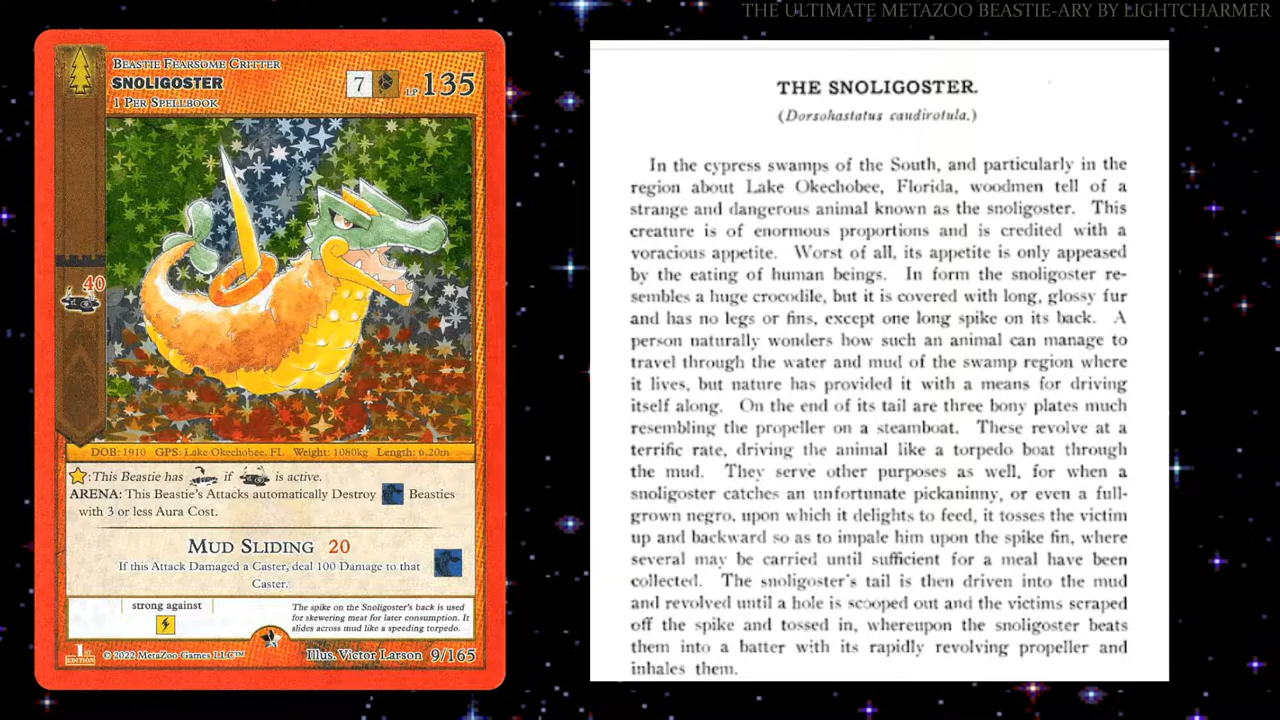 THE ULTIMATE METAZOO BEASTIE-ARY BY LIGHTCHARMER
Beastie Fearsome Critter
SNOLIGOSTER
1 Per Spellbook
7
LP 135
40
DOB: 1910 GPS: Lake Okechobee, FL Weight: 1080kg Length: 6.20m
: This Beastie has if is active.
ARENA: This Beastie's Attacks automatically Destroy Beasties
with 3 or less Aura Cost.
Mud Sliding 20
If this Attack Damaged a Caster, deal 100 Damage to that
Caster.
strong against
The spike on the Snoligoster's back is used
for skewering meat for later consumption. It
slides across mud like a speeding torpedo.
1st EDITION
© 2022 MetaZoo Games LLC™
Illus. Victor Larson 9/165
THE SNOLIGOSTER.
(Dorsohastatus caudirotula.)
In the cypress swamps of the South, and particularly in the
region about Lake Okechobee, Florida, woodmen tell of a
strange and dangerous animal known as the snoligoster. This
creature is of enormous proportions and is credited with a
voracious appetite. Worst of all, its appetite is only appeased
by the eating of human beings. In form the snoligoster re-
sembles a huge crocodile, but it is covered with long, glossy fur
and has no legs or fins, except one long spike on its back. A
person naturally wonders how such an animal can manage to
travel through the water and mud of the swamp region where
it lives, but nature has provided it with a means for driving
itself along. On the end of its tail are three bony plates much
resembling the propeller on a steamboat. These revolve at a
terrific rate, driving the animal like a torpedo boat through
the mud. They serve other purposes as well, for when a
snoligoster catches an unfortunate pickaninny, or even a full-
grown negro, upon which it delights to feed, it tosses the victim
up and backward so as to impale him upon the spike fin, where
several may be carried until sufficient for a meal have been
collected. The snoligoster's tail is then driven into the mud
and revolved until a hole is scooped out and the victims scraped
off the spike and tossed in, whereupon the snoligoster beats
them into a batter with its rapidly revolving propeller and
inhales them.